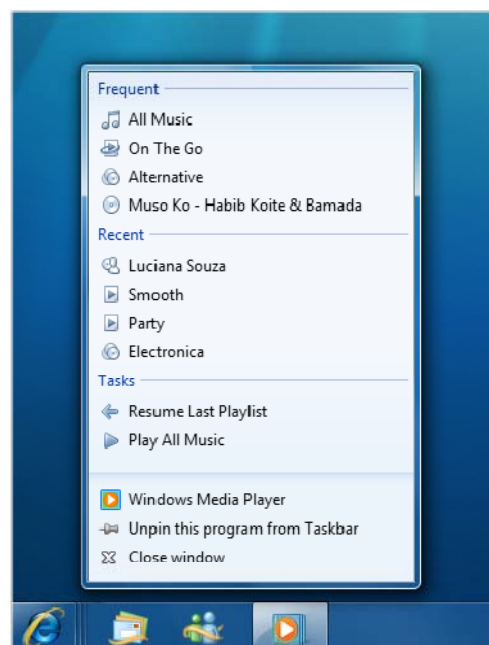 Frequent
All Music
On The Go
Alternative
Muso Ko - Habib Koite & Bamada
Recent
Luciana Souza
Smooth
Party
Electronica
Tasks
Resume Last Playlist
Play All Music
Windows Media Player
Unpin this program from Taskbar
Close window